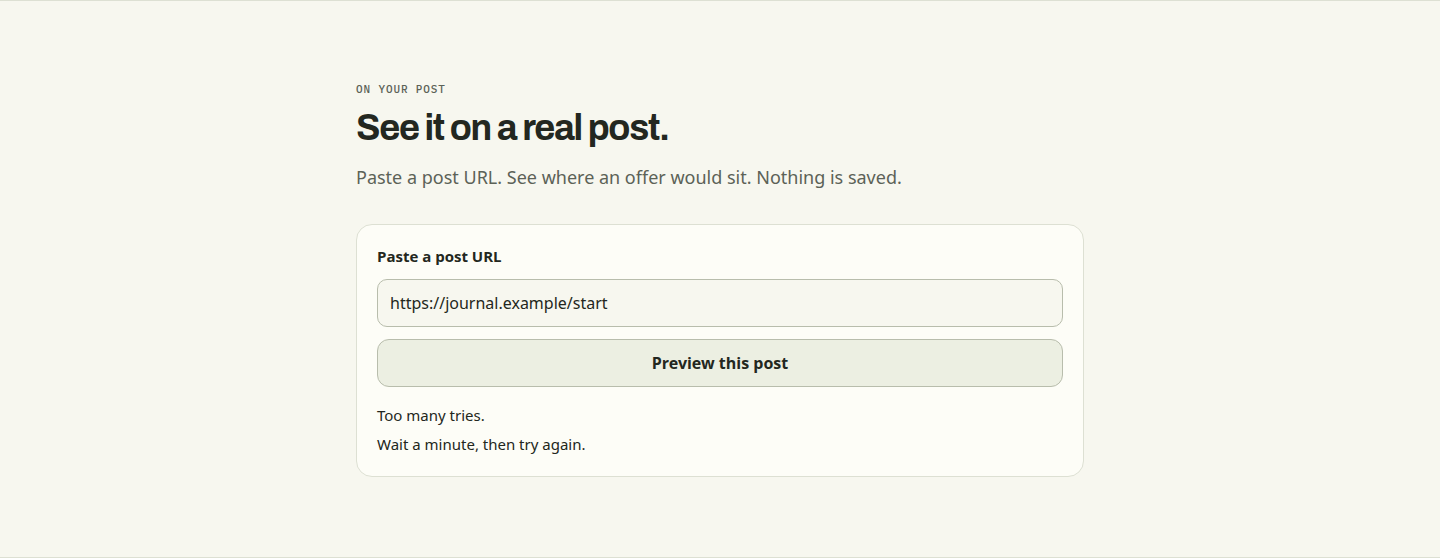 ON YOUR POST
See it on a real post.
Paste a post URL. See where an offer would sit. Nothing is saved.
Paste a post URL
https://journal.example/start
Preview this post
Too many tries.
Wait a minute, then try again.